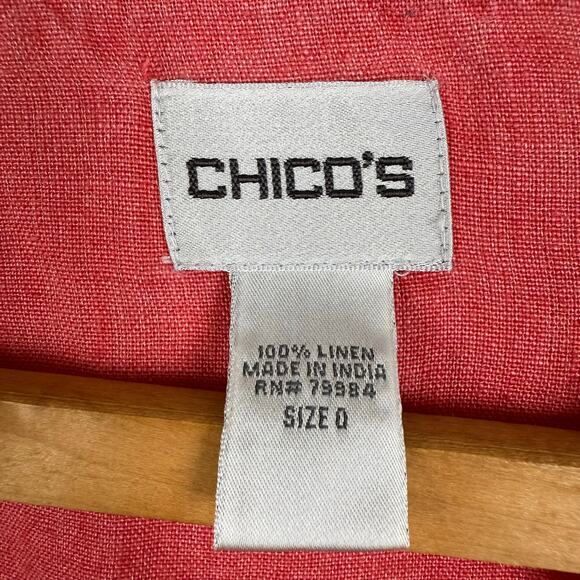 CHICO'S
100% LINEN
MADE IN INDIA
RN# 79984
SIZE 0